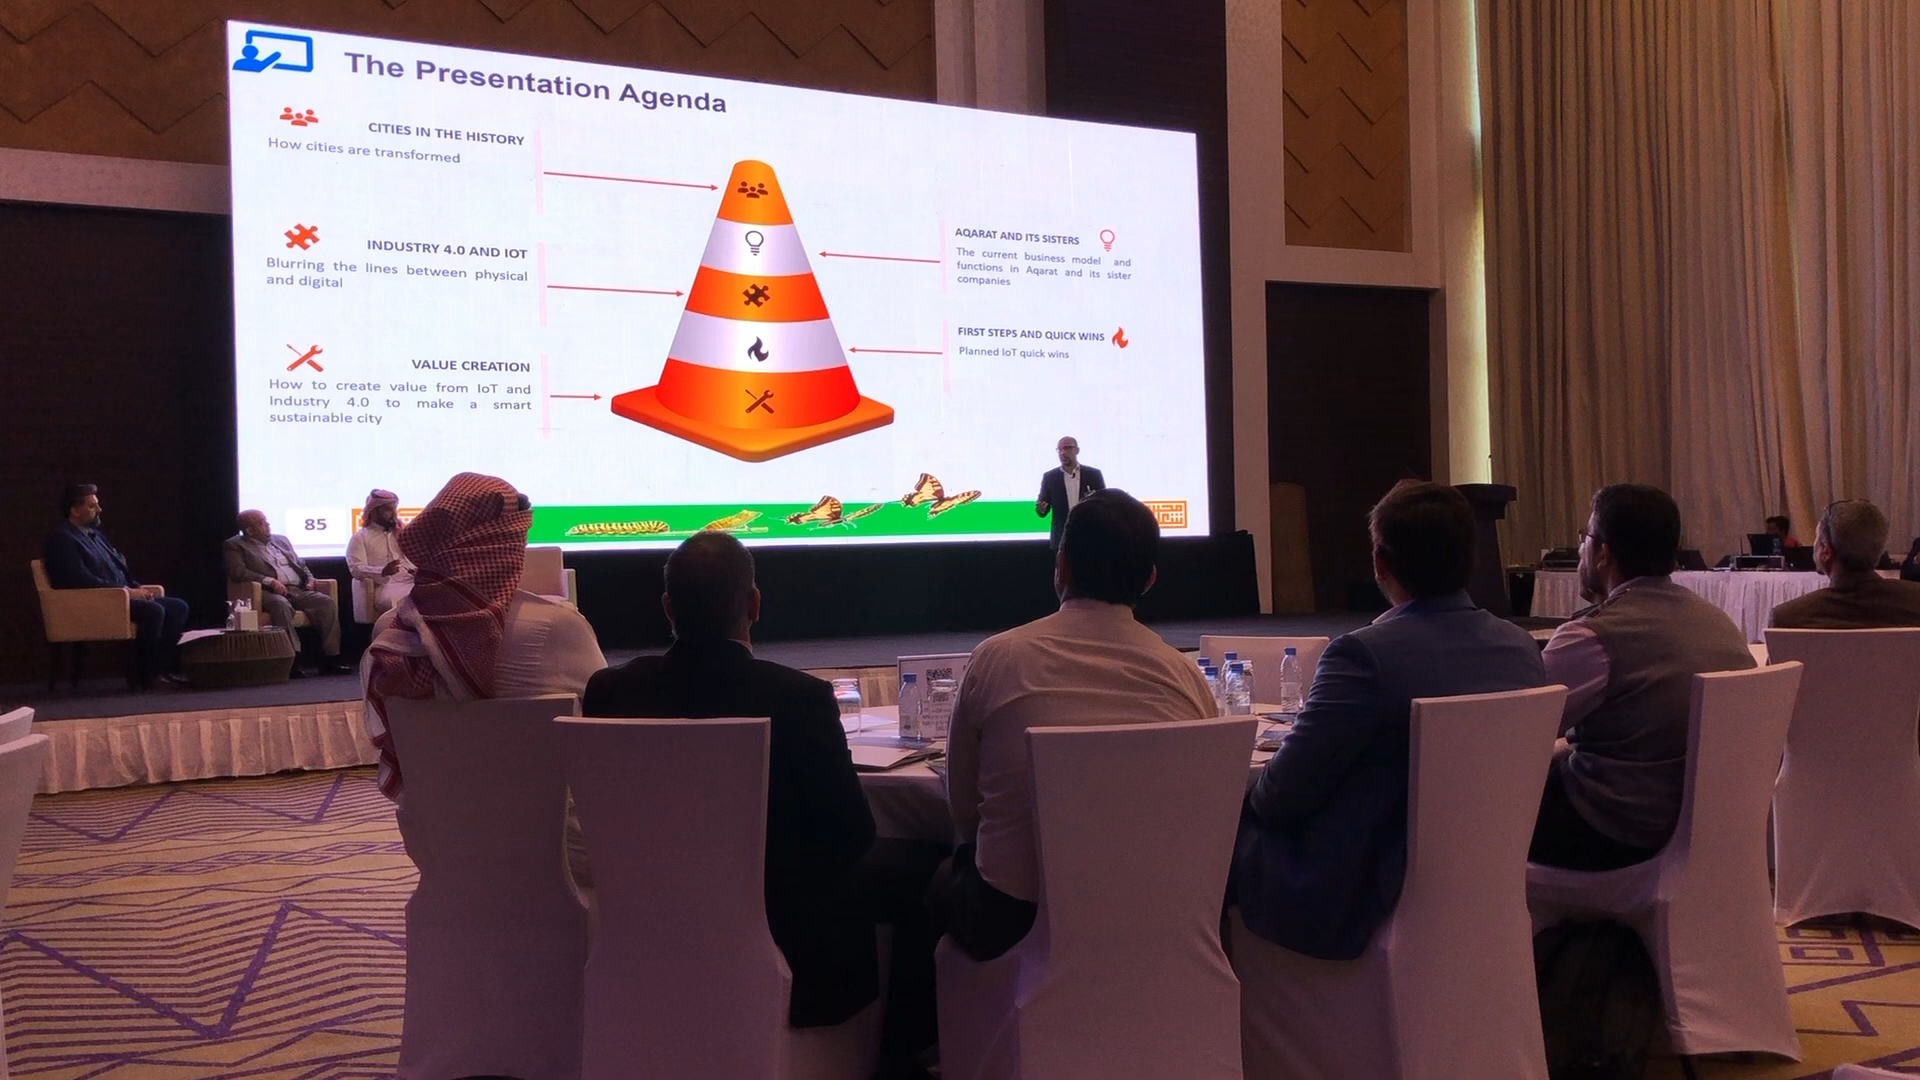 The Presentation Agenda
CITIES IN THE HISTORY
How cities are transformed
INDUSTRY 4.0 AND IOT
Blurring the lines between physical
and digital
VALUE CREATION
How to create value from IoT and
Industry 4.0 to make a smart
sustainable city
AQARAT AND ITS SISTERS
The current business model and
functions in Aqarat and its sister
companies
FIRST STEPS AND QUICK WINS
Planned IoT quick wins
85